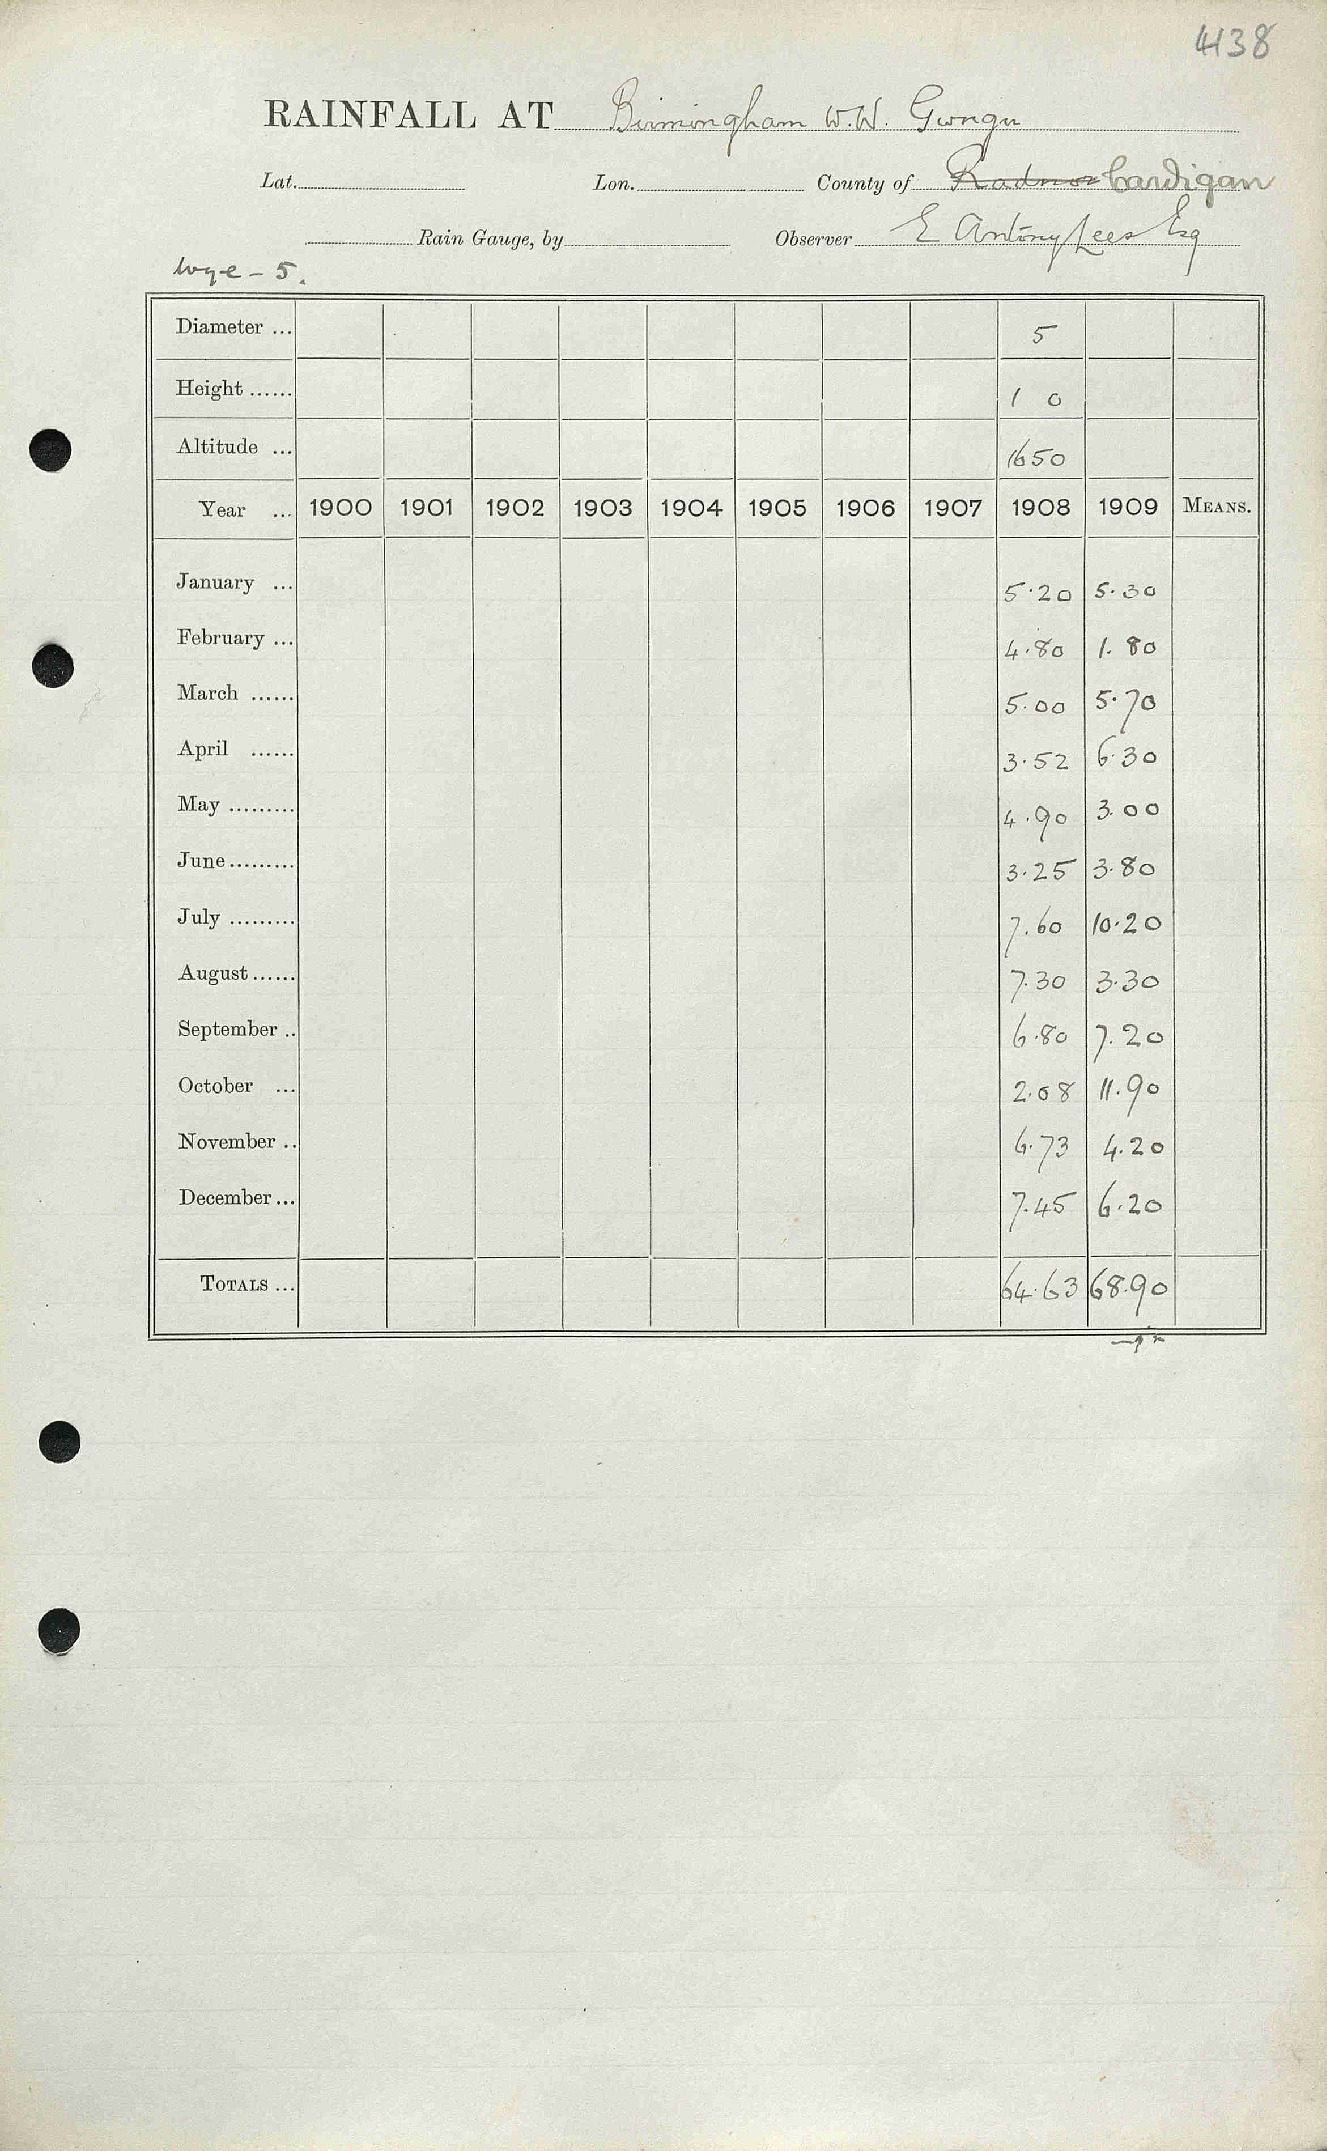 4138
RAINFALL AT Birmingham W.W. Gwngu
Lat. Lon. County of Radnor Cardigan
Rain Gauge, by Observer E Antony Lees Esq
Wye - 5.
Diameter ... 5
Height ...... 1 0
Altitude ... 1650
Year ... 1900 1901 1902 1903 1904 1905 1906 1907 1908 1909 MEANS.
January ... 5.20 5.30
February ... 4.80 1.80
March ...... 5.00 5.70
April ...... 3.52 6.30
May ......... 4.90 3.00
June ......... 3.25 3.80
July ......... 7.60 10.20
August ...... 7.30 3.30
September .. 6.80 7.20
October ... 2.08 11.90
November .. 6.73 4.20
December ... 7.45 6.20
TOTALS ... 64.63 68.90